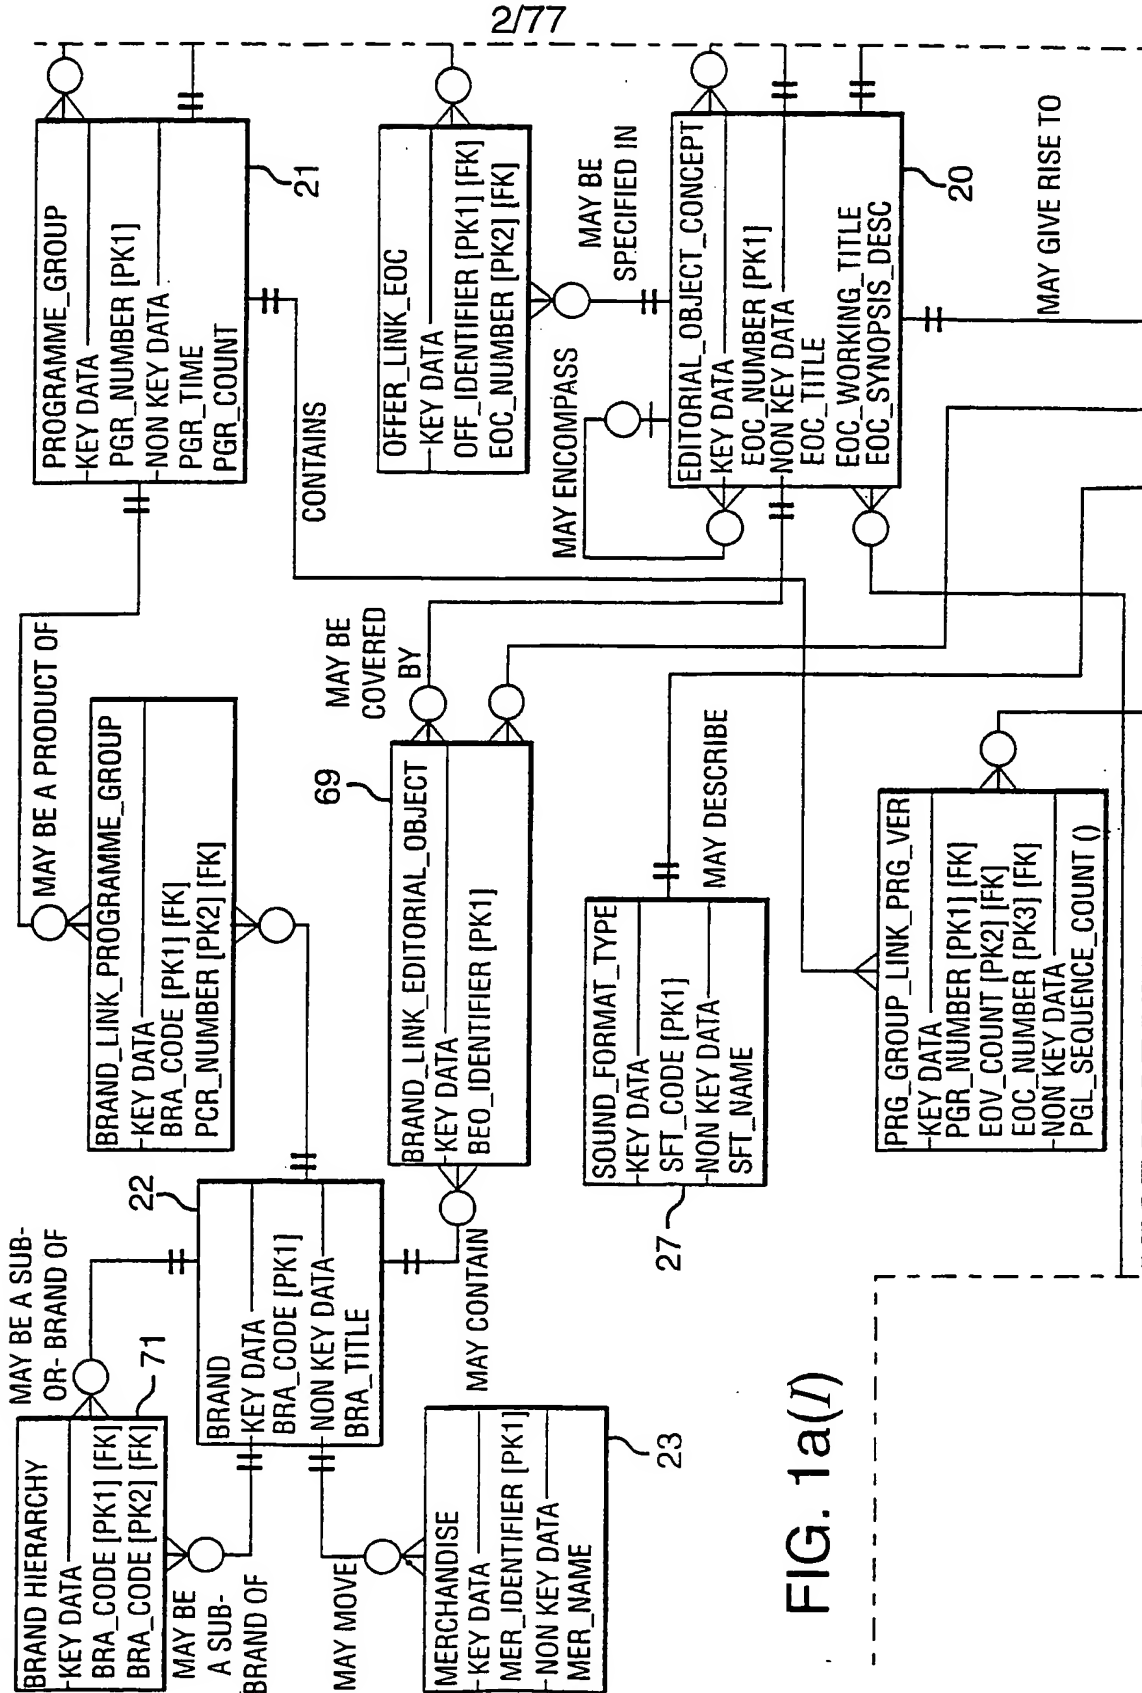 2/77
BRAND HIERARCHY
KEY DATA
BRA_CODE [PK1] [FK]
BRA_CODE [PK2] [FK]
71
MAY BE A SUB-
OR- BRAND OF
MAY BE
A SUB-
BRAND OF
BRAND
KEY DATA
BRA_CODE [PK1]
NON KEY DATA
BRA_TITLE
22
MAY MOVE
MERCHANDISE
KEY DATA
MER_IDENTIFIER [PK1]
NON KEY DATA
MER_NAME
23
MAY CONTAIN
BRAND_LINK_PROGRAMME_GROUP
KEY DATA
BRA_CODE [PK1] [FK]
PCR_NUMBER [PK2] [FK]
MAY BE A PRODUCT OF
BRAND_LINK_EDITORIAL_OBJECT
KEY DATA
BEO_IDENTIFIER [PK1]
69
MAY BE
COVERED
BY
SOUND_FORMAT_TYPE
KEY DATA
SFT_CODE [PK1]
NON KEY DATA
SFT_NAME
27
MAY DESCRIBE
PRG_GROUP_LINK_PRG_VER
KEY DATA
PGR_NUMBER [PK1] [FK]
EOV_COUNT [PK2] [FK]
EOC_NUMBER [PK3] [FK]
NON KEY DATA
PGL_SEQUENCE_COUNT ()
PROGRAMME_GROUP
KEY DATA
PGR_NUMBER [PK1]
NON KEY DATA
PGR_TIME
PGR_COUNT
21
CONTAINS
OFFER_LINK_EOC
KEY DATA
OFF_IDENTIFIER [PK1] [FK]
EOC_NUMBER [PK2] [FK]
MAY BE
SPECIFIED IN
MAY ENCOMPASS
EDITORIAL_OBJECT_CONCEPT
KEY DATA
EOC_NUMBER [PK1]
NON KEY DATA
EOC_TITLE
EOC_WORKING_TITLE
EOC_SYNOPSIS_DESC
20
MAY GIVE RISE TO
FIG. 1a(I)